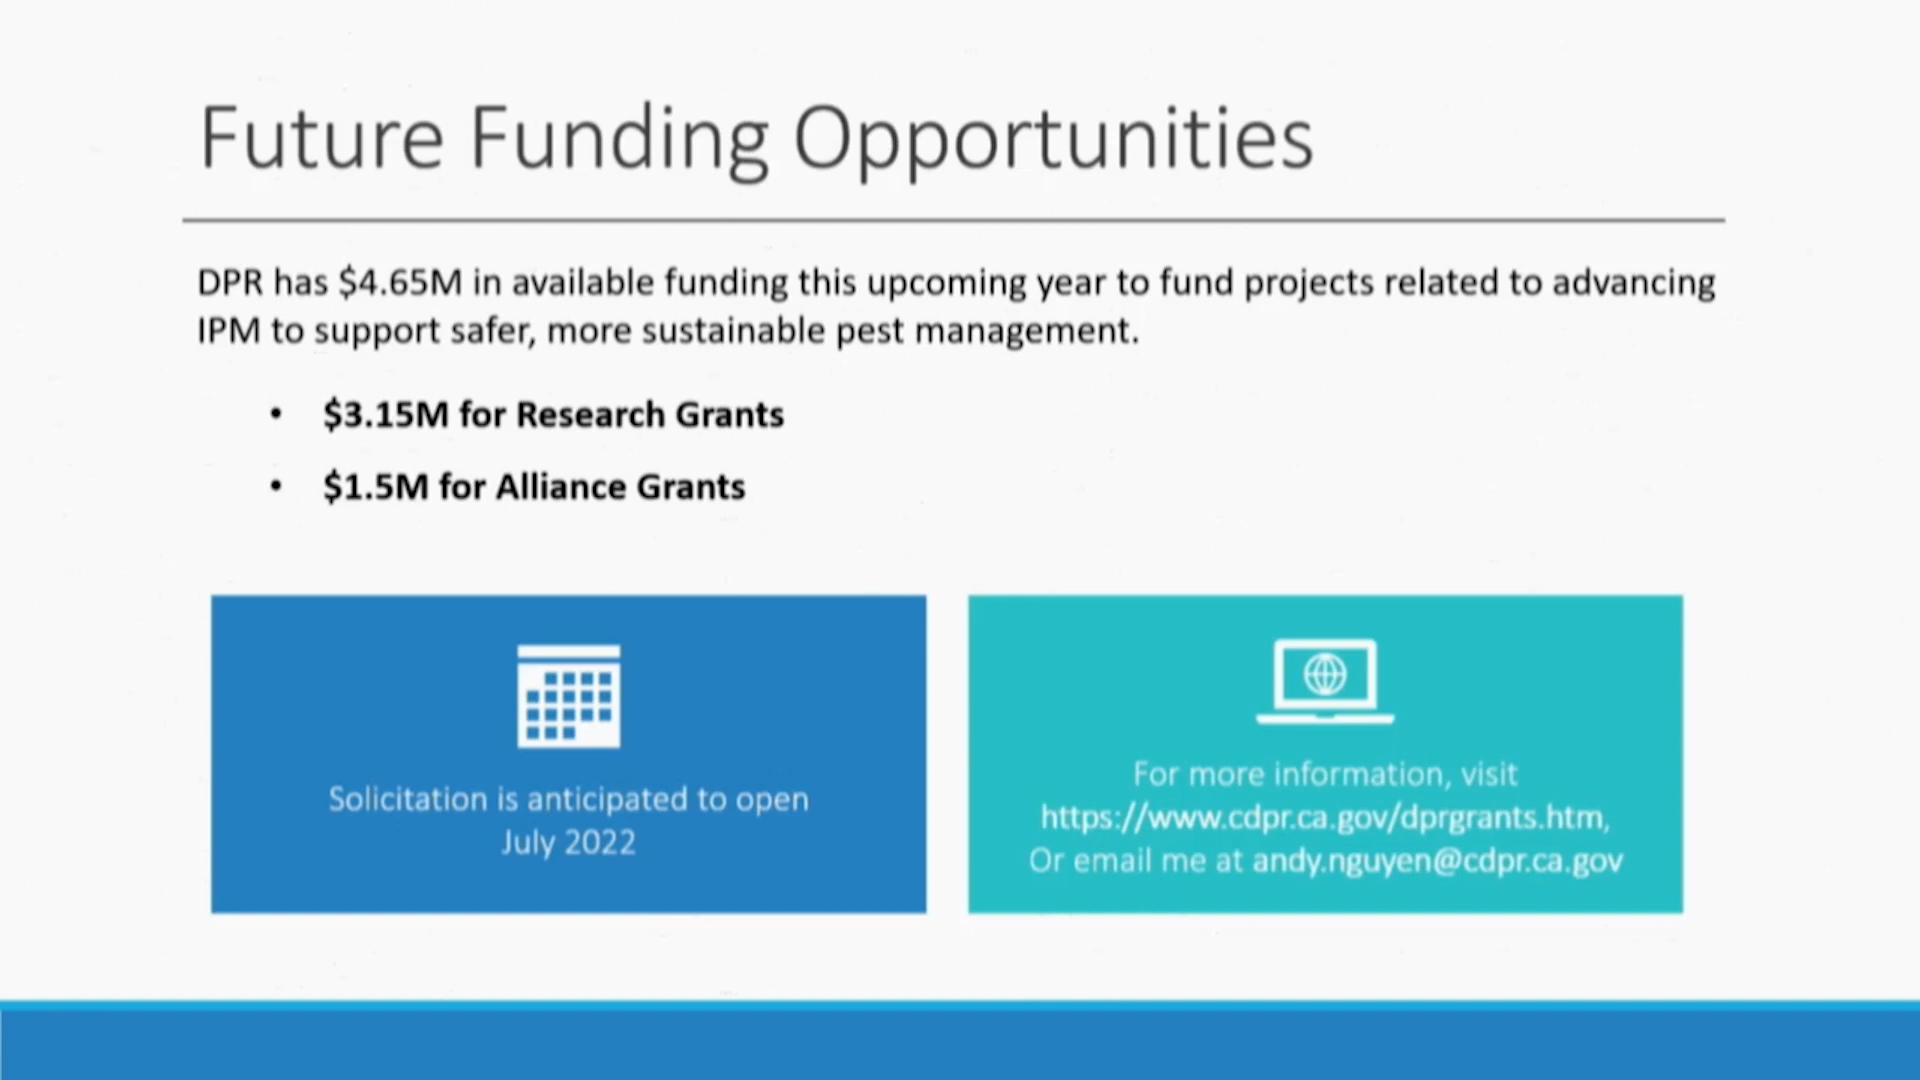 Future Funding Opportunities
DPR has $4.65M in available funding this upcoming year to fund projects related to advancing
IPM to support safer, more sustainable pest management.
• $3.15M for Research Grants
• $1.5M for Alliance Grants
Solicitation is anticipated to open
July 2022
For more information, visit
https://www.cdpr.ca.gov/dprgrants.htm,
Or email me at andy.nguyen@cdpr.ca.gov